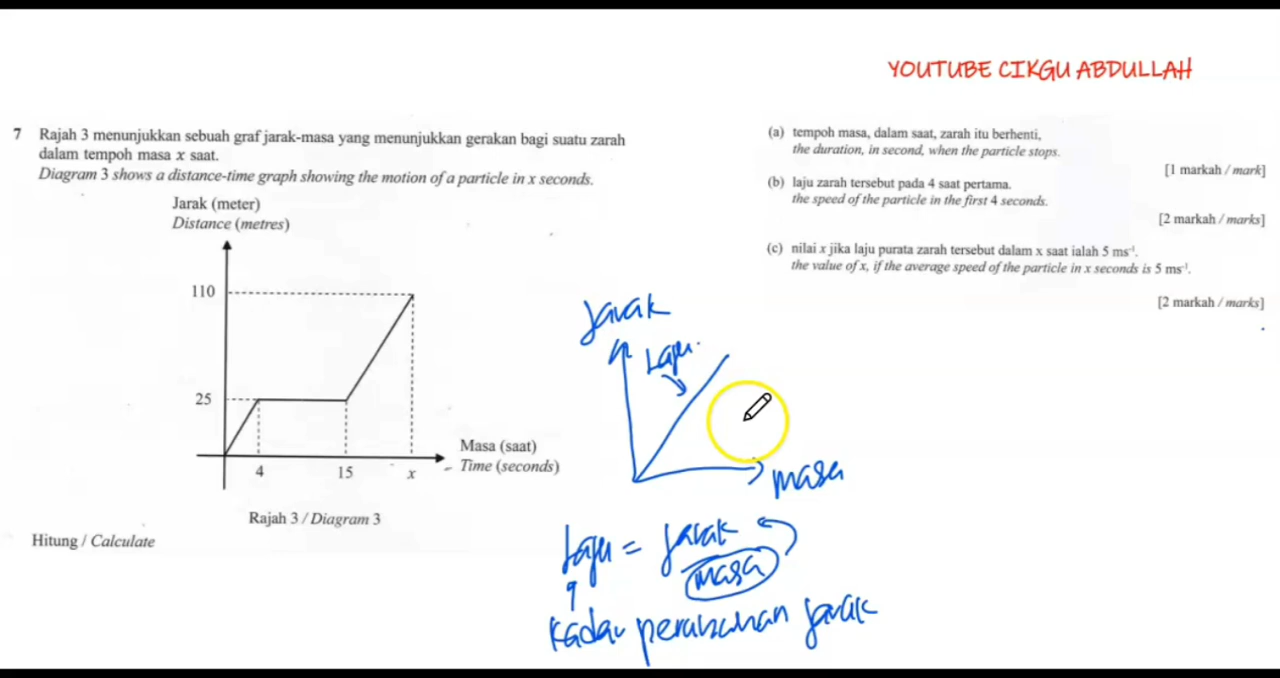 YOUTUBE CIKGU ABDULLAH
7 Rajah 3 menunjukkan sebuah graf jarak-masa yang menunjukkan gerakan bagi suatu zarah
dalam tempoh masa x saat.
Diagram 3 shows a distance-time graph showing the motion of a particle in x seconds.
Jarak (meter)
Distance (metres)
110
25
4
15
x
Masa (saat)
Time (seconds)
Rajah 3 / Diagram 3
Hitung / Calculate
(a) tempoh masa, dalam saat, zarah itu berhenti,
the duration, in second, when the particle stops.
[1 markah / mark]
(b) laju zarah tersebut pada 4 saat pertama.
the speed of the particle in the first 4 seconds.
[2 markah / marks]
(c) nilai x jika laju purata zarah tersebut dalam x saat ialah 5 ms⁻¹.
the value of x, if the average speed of the particle in x seconds is 5 ms⁻¹.
[2 markah / marks]
Jarak
Laju
masa
Laju = Jarak
masa
Kadar perubahan Jarak